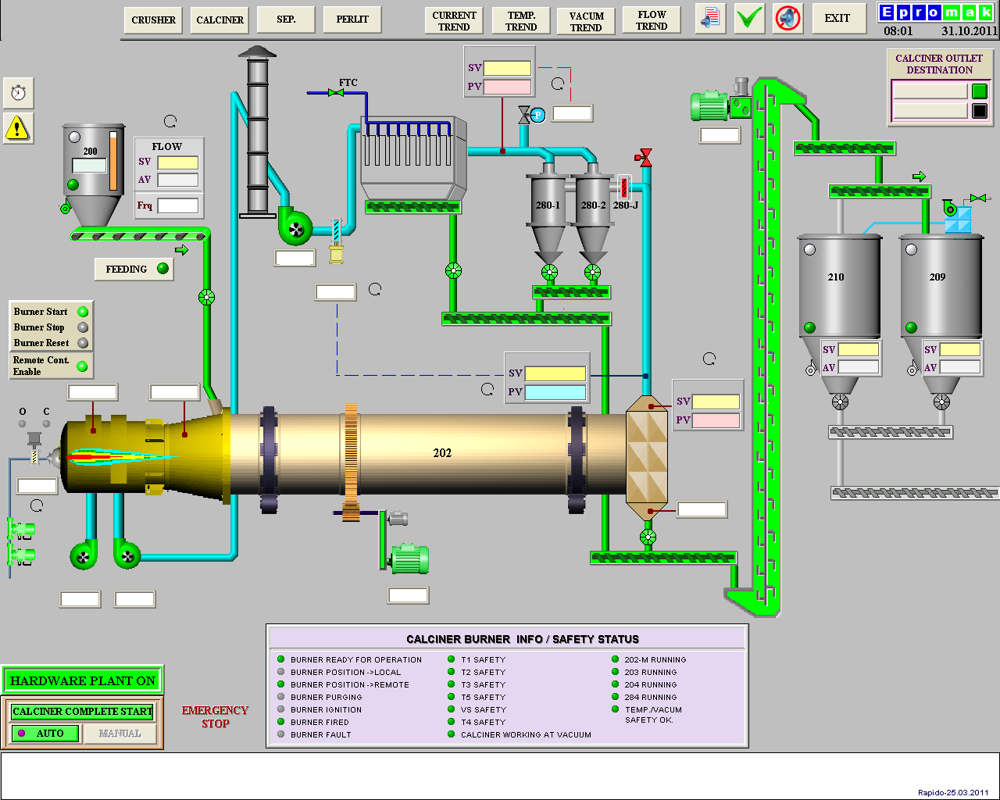 CRUSHER
CALCINER
SEP.
PERLIT
CURRENT
TREND
TEMP.
TREND
VACUM
TREND
FLOW
TREND
EXIT
Epromak
08:01
31.10.2011
CALCINER OUTLET
DESTINATION
FTC
SV
PV
P
200
FLOW
SV
AV
Frq
280-1
280-2
280-J
FEEDING
210
209
Burner Start
Burner Stop
Burner Reset
Remote Cont.
Enable
SV
AV
SV
AV
SV
PV
SV
PV
O
C
202
CALCINER BURNER INFO / SAFETY STATUS
BURNER READY FOR OPERATION
BURNER POSITION ->LOCAL
BURNER POSITION ->REMOTE
BURNER PURGING
BURNER IGNITION
BURNER FIRED
BURNER FAULT
T1 SAFETY
T2 SAFETY
T3 SAFETY
T5 SAFETY
VS SAFETY
T4 SAFETY
CALCINER WORKING AT VACUUM
202-M RUNNING
203 RUNNING
204 RUNNING
284 RUNNING
TEMP./VACUM
SAFETY OK.
HARDWARE PLANT ON
CALCINER COMPLETE START
AUTO
MANUAL
EMERGENCY
STOP
Rapido-25.03.2011